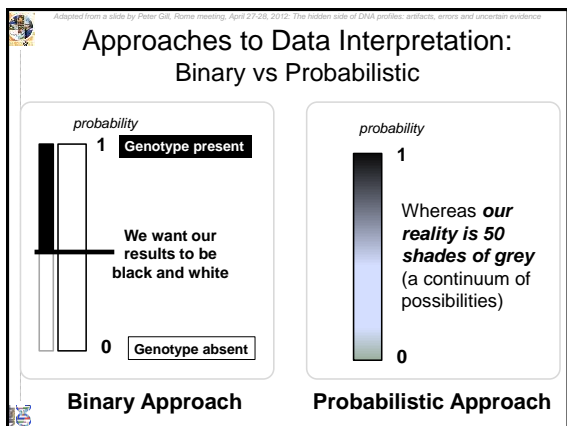 Adapted from a slide by Peter Gill, Rome meeting, April 27-28, 2012: The hidden side of DNA profiles: artifacts, errors and uncertain evidence
Approaches to Data Interpretation:
Binary vs Probabilistic
probability
1
Genotype present
We want our
results to be
black and white
0
Genotype absent
Binary Approach
probability
1
Whereas our
reality is 50
shades of grey
(a continuum of
possibilities)
0
Probabilistic Approach